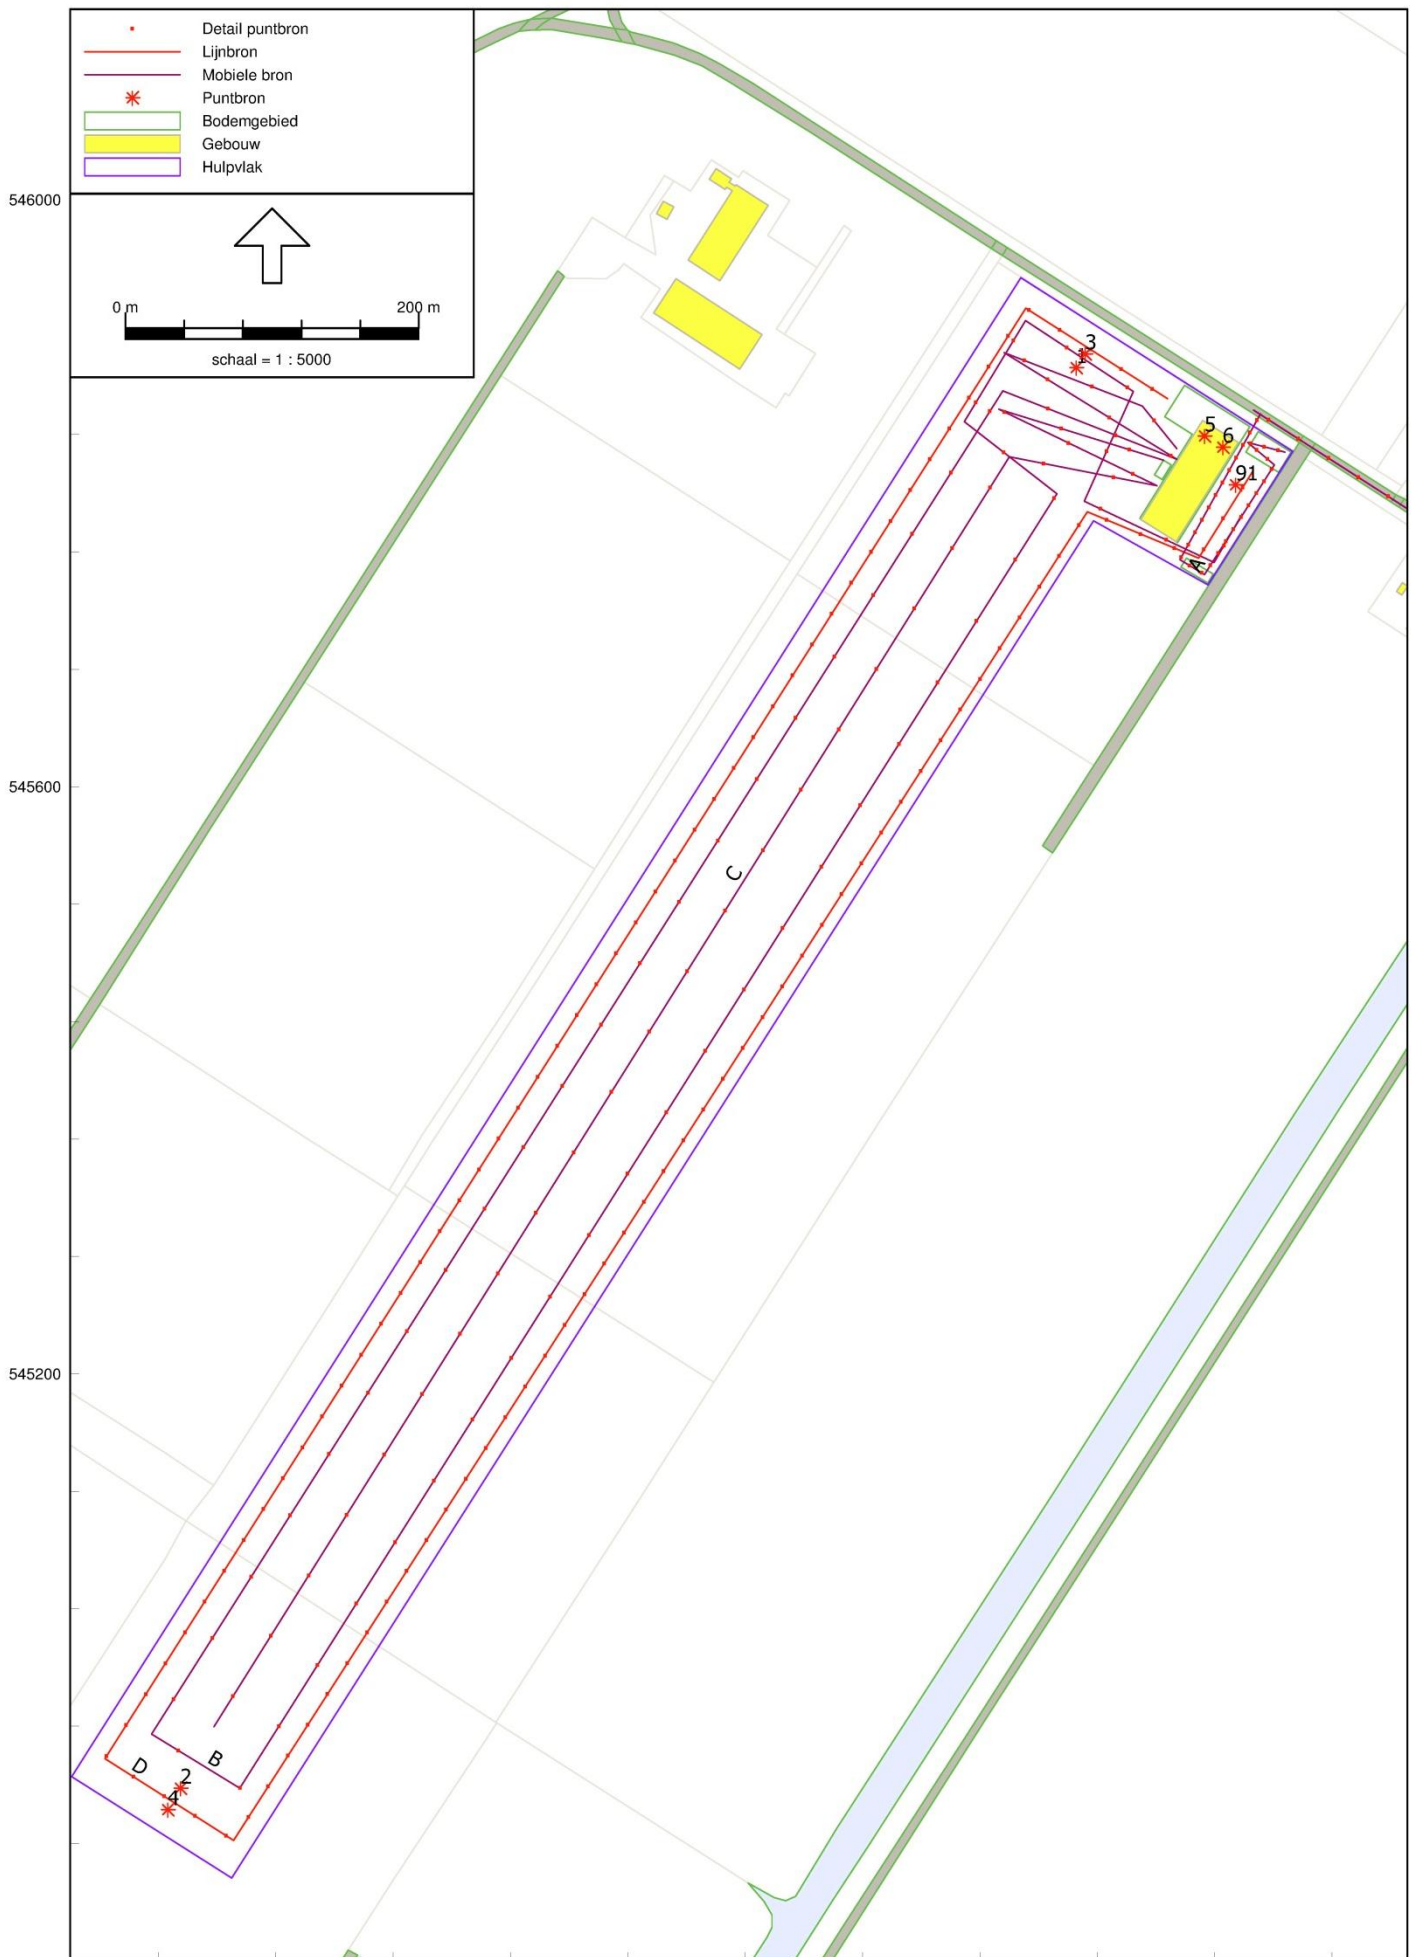 Detail puntbron
Lijnbron
Mobiele bron
Puntbron
Bodemgebied
Gebouw
Hulpvlak
546000
0 m 200 m
schaal = 1 : 5000
3
1
5
6
91
A
545600
C
545200
B
D
2
4